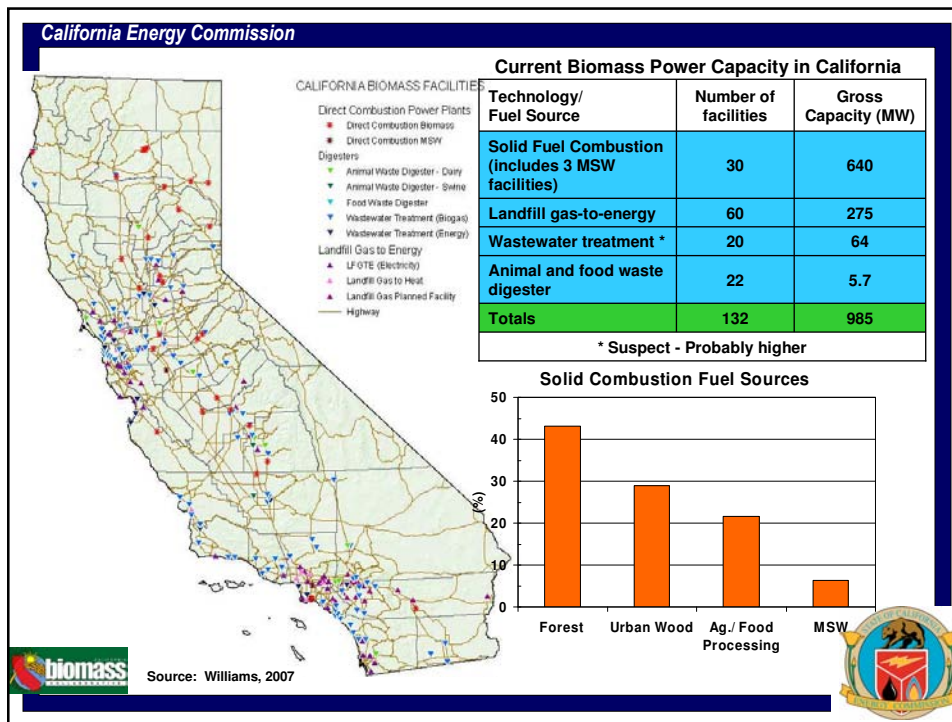 California Energy Commission
CALIFORNIA BIOMASS FACILITIES
Direct Combustion Power Plants
Direct Combustion Biomass
Direct Combustion MSW
Digesters
Animal Waste Digester - Dairy
Animal Waste Digester - Swine
Food Waste Digester
Wastewater Treatment (Biogas)
Wastewater Treatment (Energy)
Landfill Gas to Energy
LFGTE (Electricity)
Landfill Gas to Heat
Landfill Gas Planned Facility
Highway
Current Biomass Power Capacity in California
Technology/
Fuel Source
Number of
facilities
Gross
Capacity (MW)
Solid Fuel Combustion
(includes 3 MSW
facilities)
30
640
Landfill gas-to-energy
60
275
Wastewater treatment *
20
64
Animal and food waste
digester
22
5.7
Totals
132
985
* Suspect - Probably higher
Solid Combustion Fuel Sources
50
40
30
20
10
0
(%)
Forest
Urban Wood
Ag./ Food
Processing
MSW
biomass
COLLABORATIVE
Source: Williams, 2007
STATE OF CALIFORNIA
ENERGY COMMISSION